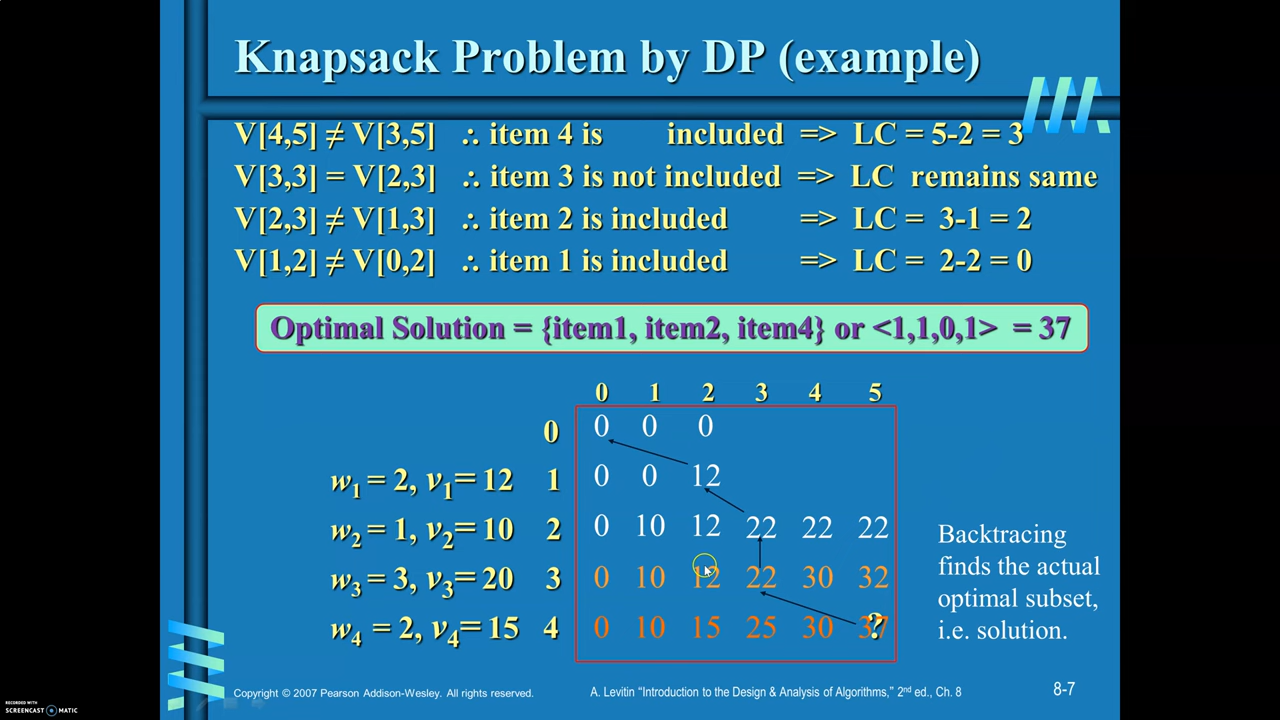 Knapsack Problem by DP (example)
V[4,5] ≠ V[3,5] ∴ item 4 is included => LC = 5-2 = 3
V[3,3] = V[2,3] ∴ item 3 is not included => LC remains same
V[2,3] ≠ V[1,3] ∴ item 2 is included => LC = 3-1 = 2
V[1,2] ≠ V[0,2] ∴ item 1 is included => LC = 2-2 = 0
Optimal Solution = {item1, item2, item4} or <1,1,0,1> = 37
0 1 2 3 4 5
0 0 0 0
w1 = 2, v1= 12 1 0 0 12
w2 = 1, v2= 10 2 0 10 12 22 22 22
w3 = 3, v3= 20 3 0 10 12 22 30 32
w4 = 2, v4= 15 4 0 10 15 25 30 37 ?
Backtracing
finds the actual
optimal subset,
i.e. solution.
Copyright © 2007 Pearson Addison-Wesley. All rights reserved.
A. Levitin "Introduction to the Design & Analysis of Algorithms," 2nd ed., Ch. 8
8-7
RECORDED WITH
SCREENCAST MATIC